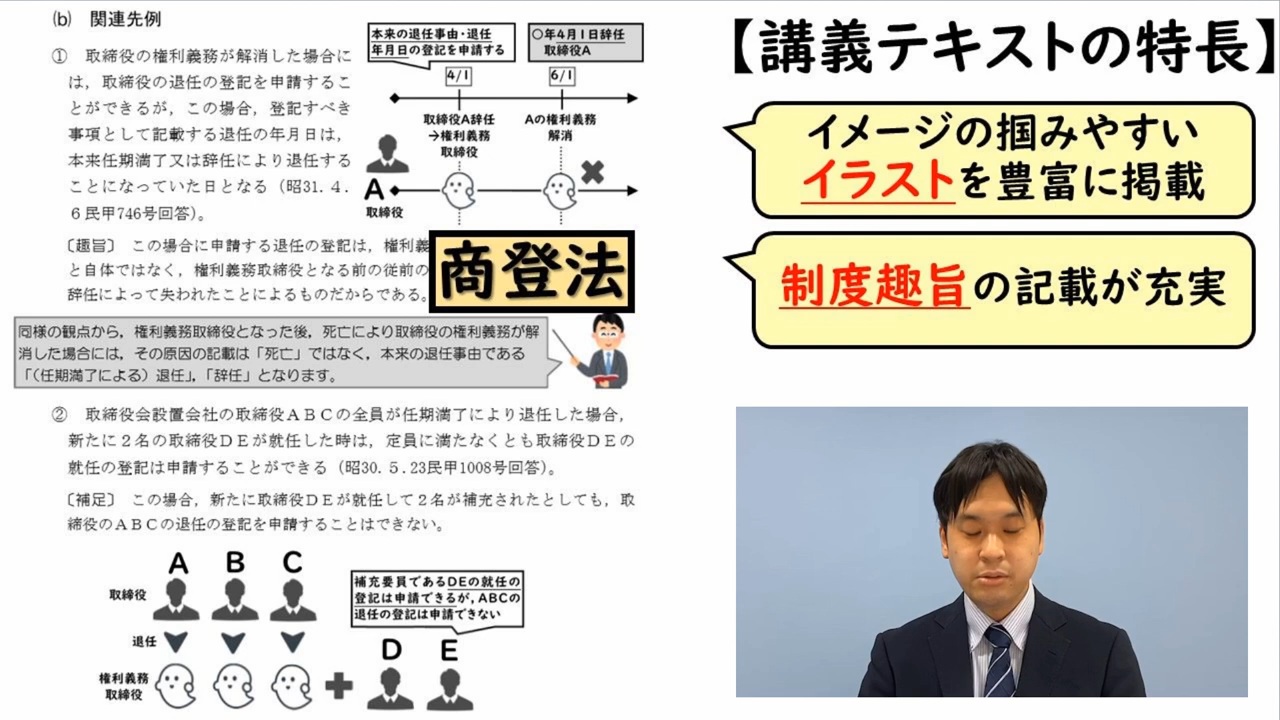 (b) 関連先例
① 取締役の権利義務が解消した場合に
は，取締役の退任の登記を申請するこ
とができるが，この場合，登記すべき
事項として記載する退任の年月日は，
本来任期満了又は辞任により退任する
ことになっていた日となる（昭31. 4.
6民甲746号回答）。
本来の退任事由・退任
年月日の登記を申請する
〇年4月1日辞任
取締役A
4/1
6/1
取締役A辞任
→権利義務
取締役
Aの権利義務
解消
A
取締役
〔趣旨〕 この場合に申請する退任の登記は，権利義
と自体ではなく，権利義務取締役となる前の従前の
辞任によって失われたことによるものだからである。
商登法
同様の観点から，権利義務取締役となった後，死亡により取締役の権利義務が解
消した場合には，その原因の記載は「死亡」ではなく，本来の退任事由である
「（任期満了による）退任」，「辞任」となります。
② 取締役会設置会社の取締役ＡＢＣの全員が任期満了により退任した場合，
新たに２名の取締役ＤＥが就任した時は，定員に満たなくとも取締役ＤＥの
就任の登記は申請することができる（昭30. 5.23民甲1008号回答）。
〔補足〕 この場合，新たに取締役ＤＥが就任して２名が補充されたとしても，取
締役のＡＢＣの退任の登記を申請することはできない。
A B C
取締役
退任
権利義務
取締役
補充要員であるDEの就任の
登記は申請できるが，ABCの
退任の登記は申請できない
D E
【講義テキストの特長】
イメージの掴みやすい
イラストを豊富に掲載
制度趣旨の記載が充実